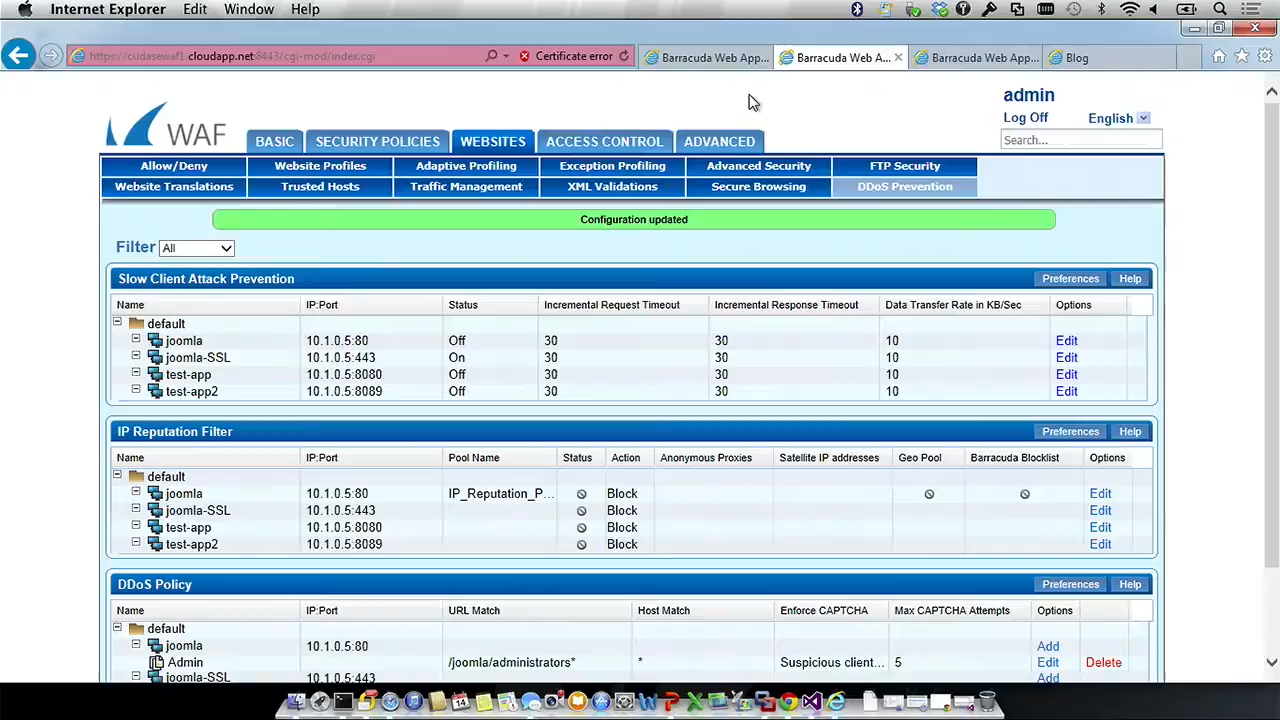 Internet Explorer Edit Window Help
https://cudasewaf1.cloudapp.net:8443/cgi-mod/index.cgi Certificate error Barracuda Web App... Barracuda Web A... Barracuda Web App... Blog
admin
Log Off English
Search...
WAF BASIC SECURITY POLICIES WEBSITES ACCESS CONTROL ADVANCED
Allow/Deny Website Profiles Adaptive Profiling Exception Profiling Advanced Security FTP Security
Website Translations Trusted Hosts Traffic Management XML Validations Secure Browsing DDoS Prevention
Configuration updated
Filter All
Slow Client Attack Prevention Preferences Help
Name IP:Port Status Incremental Request Timeout Incremental Response Timeout Data Transfer Rate in KB/Sec Options
default
joomla 10.1.0.5:80 Off 30 30 10 Edit
joomla-SSL 10.1.0.5:443 On 30 30 10 Edit
test-app 10.1.0.5:8080 Off 30 30 10 Edit
test-app2 10.1.0.5:8089 Off 30 30 10 Edit
IP Reputation Filter Preferences Help
Name IP:Port Pool Name Status Action Anonymous Proxies Satellite IP addresses Geo Pool Barracuda Blocklist Options
default
joomla 10.1.0.5:80 IP_Reputation_P... Block Edit
joomla-SSL 10.1.0.5:443 Block Edit
test-app 10.1.0.5:8080 Block Edit
test-app2 10.1.0.5:8089 Block Edit
DDoS Policy Preferences Help
Name IP:Port URL Match Host Match Enforce CAPTCHA Max CAPTCHA Attempts Options
default
joomla 10.1.0.5:80 Add
Admin /joomla/administrators* * Suspicious client... 5 Edit Delete
joomla-SSL 10.1.0.5:443 Add
14